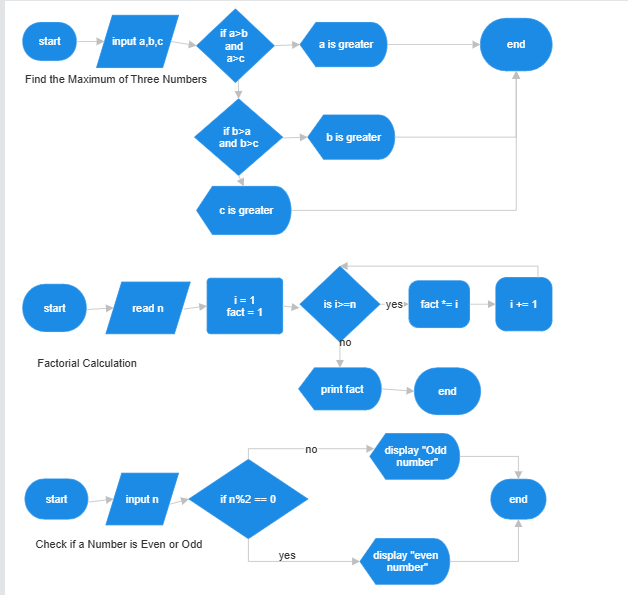 start
input a,b,c
if a>b
and
a>c
a is greater
end
Find the Maximum of Three Numbers
if b>a
and b>c
b is greater
c is greater
start
read n
i = 1
fact = 1
is i>=n
yes
fact *= i
i += 1
no
Factorial Calculation
print fact
end
no
display "Odd
number"
start
input n
if n%2 == 0
end
Check if a Number is Even or Odd
yes
display "even
number"